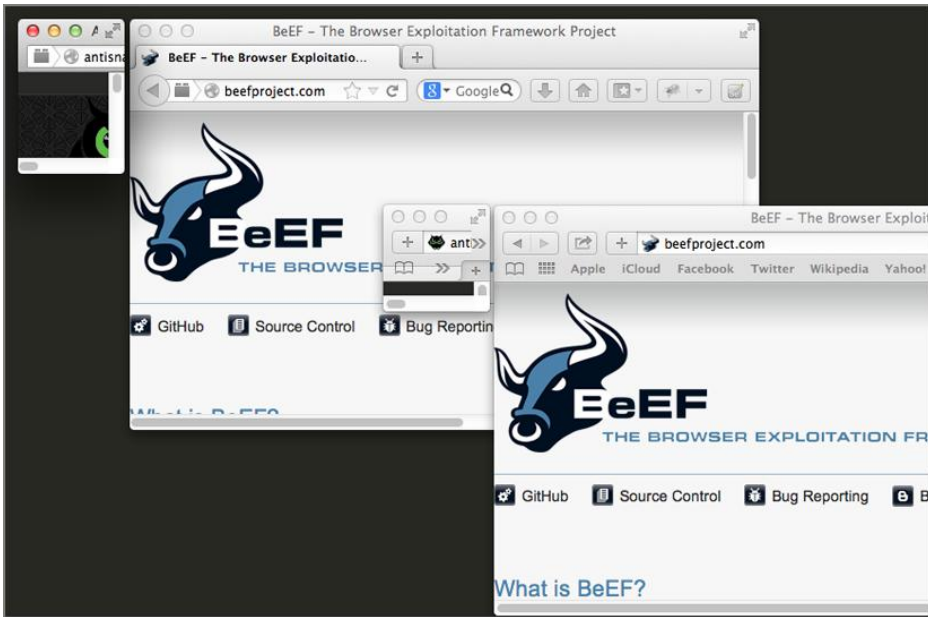 A
antisna
BeEF – The Browser Exploitation Framework Project
BeEF – The Browser Exploitatio...
beefproject.com
Google
BeEF
THE BROWSER
GitHub
Source Control
Bug Reportin
What is BeEF?
anti
BeEF – The Browser Exploit
beefproject.com
Apple
iCloud
Facebook
Twitter
Wikipedia
Yahoo!
BeEF
THE BROWSER EXPLOITATION FR
GitHub
Source Control
Bug Reporting
B
What is BeEF?